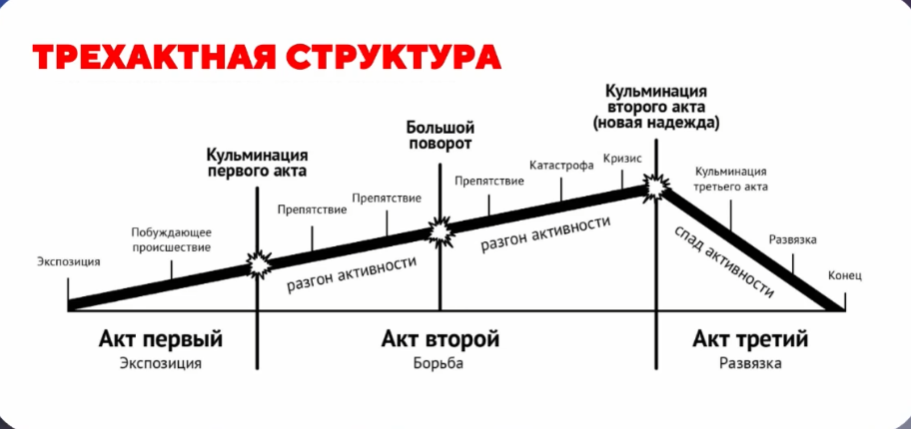 ТРЕХАКТНАЯ СТРУКТУРА
Кульминация
второго акта
(новая надежда)
Большой
поворот
Кульминация
первого акта
Экспозиция
Побуждающее
происшествие
Препятствие
Препятствие
Препятствие
Катастрофа
Кризис
Кульминация
третьего акта
Развязка
Конец
разгон активности
разгон активности
спад активности
Акт первый
Экспозиция
Акт второй
Борьба
Акт третий
Развязка